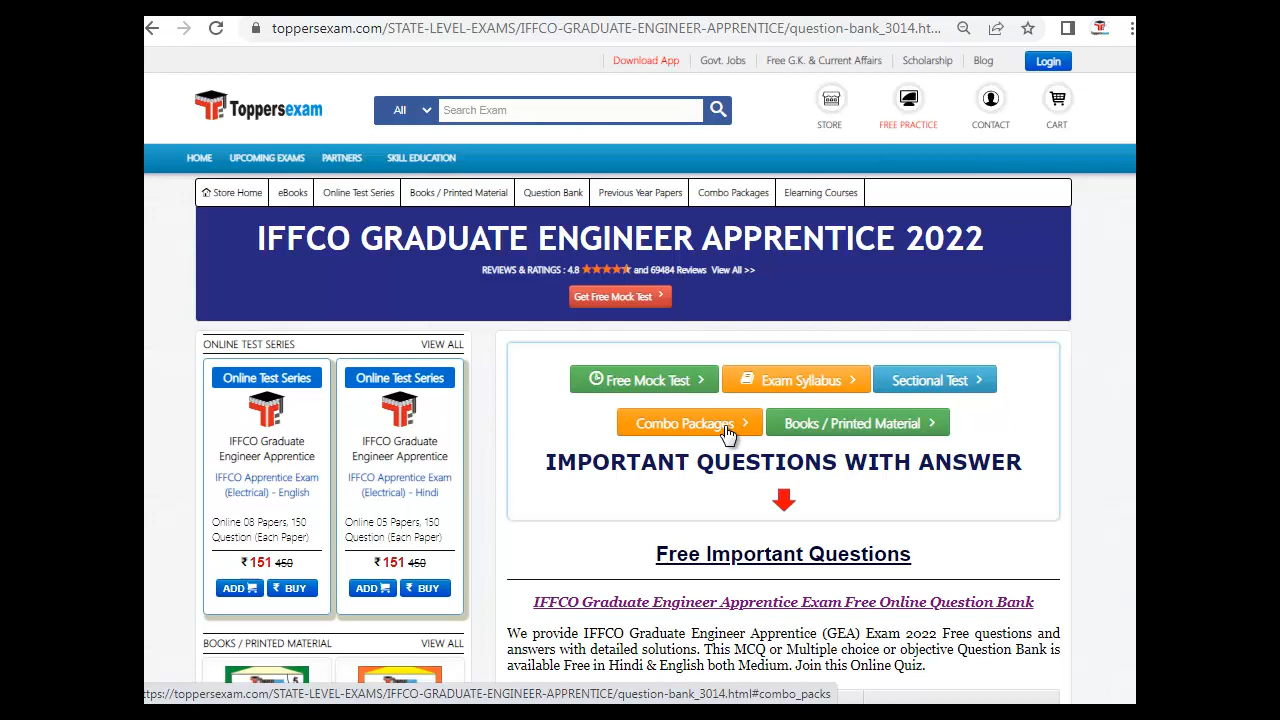 toppersexam.com/STATE-LEVEL-EXAMS/IFFCO-GRADUATE-ENGINEER-APPRENTICE/question-bank_3014.ht...
Download App Govt. Jobs Free G.K. & Current Affairs Scholarship Blog Login
Toppersexam
All Search Exam
STORE FREE PRACTICE CONTACT CART
HOME UPCOMING EXAMS PARTNERS SKILL EDUCATION
Store Home eBooks Online Test Series Books / Printed Material Question Bank Previous Year Papers Combo Packages Elearning Courses
IFFCO GRADUATE ENGINEER APPRENTICE 2022
REVIEWS & RATINGS : 4.8 and 69484 Reviews View All >>
Get Free Mock Test
ONLINE TEST SERIES VIEW ALL
Online Test Series
IFFCO Graduate
Engineer Apprentice
IFFCO Apprentice Exam
(Electrical) - English
Online 08 Papers, 150
Question (Each Paper)
₹ 151 450
ADD ₹ BUY
Online Test Series
IFFCO Graduate
Engineer Apprentice
IFFCO Apprentice Exam
(Electrical) - Hindi
Online 05 Papers, 150
Question (Each Paper)
₹ 151 450
ADD ₹ BUY
BOOKS / PRINTED MATERIAL VIEW ALL
5
Free Mock Test Exam Syllabus Sectional Test
Combo Packages Books / Printed Material
IMPORTANT QUESTIONS WITH ANSWER
Free Important Questions
IFFCO Graduate Engineer Apprentice Exam Free Online Question Bank
We provide IFFCO Graduate Engineer Apprentice (GEA) Exam 2022 Free questions and
answers with detailed solutions. This MCQ or Multiple choice or objective Question Bank is
available Free in Hindi & English both Medium. Join this Online Quiz.
ttps://toppersexam.com/STATE-LEVEL-EXAMS/IFFCO-GRADUATE-ENGINEER-APPRENTICE/question-bank_3014.html#combo_packs